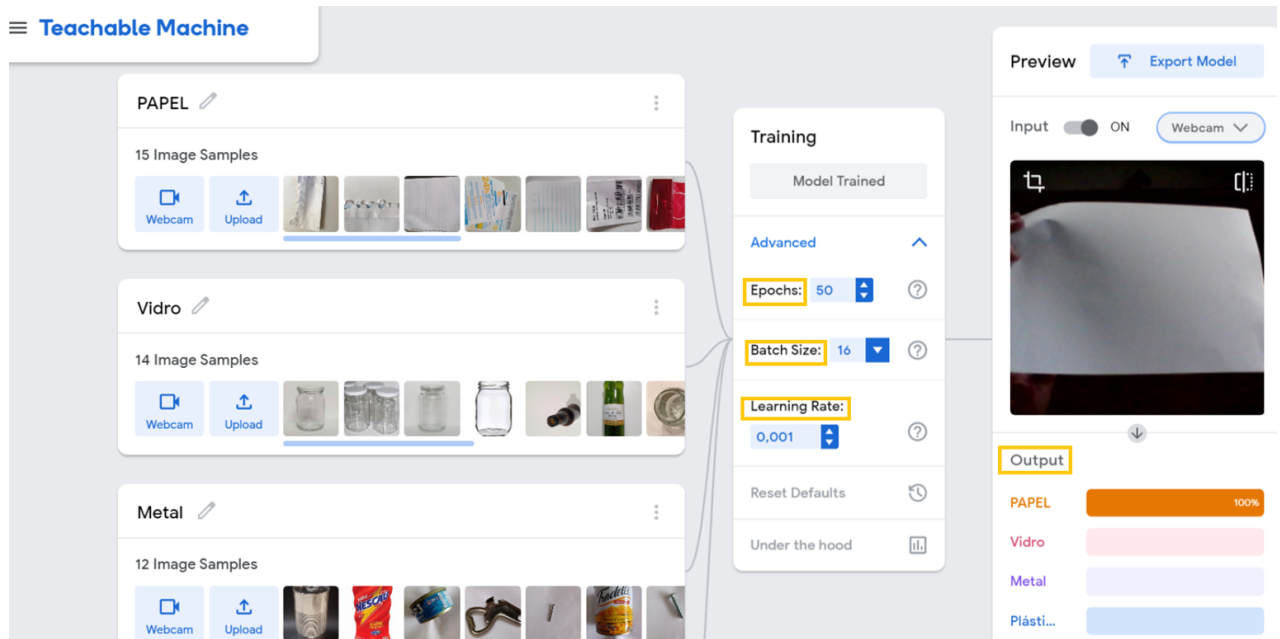 Teachable Machine
PAPEL
15 Image Samples
Webcam
Upload
Vidro
14 Image Samples
Webcam
Upload
Metal
12 Image Samples
Webcam
Upload
NESCAU
Training
Model Trained
Advanced
Epochs: 50
Batch Size: 16
Learning Rate:
0,001
Reset Defaults
Under the hood
Preview
Export Model
Input ON Webcam
Output
PAPEL 100%
Vidro
Metal
Plásti...